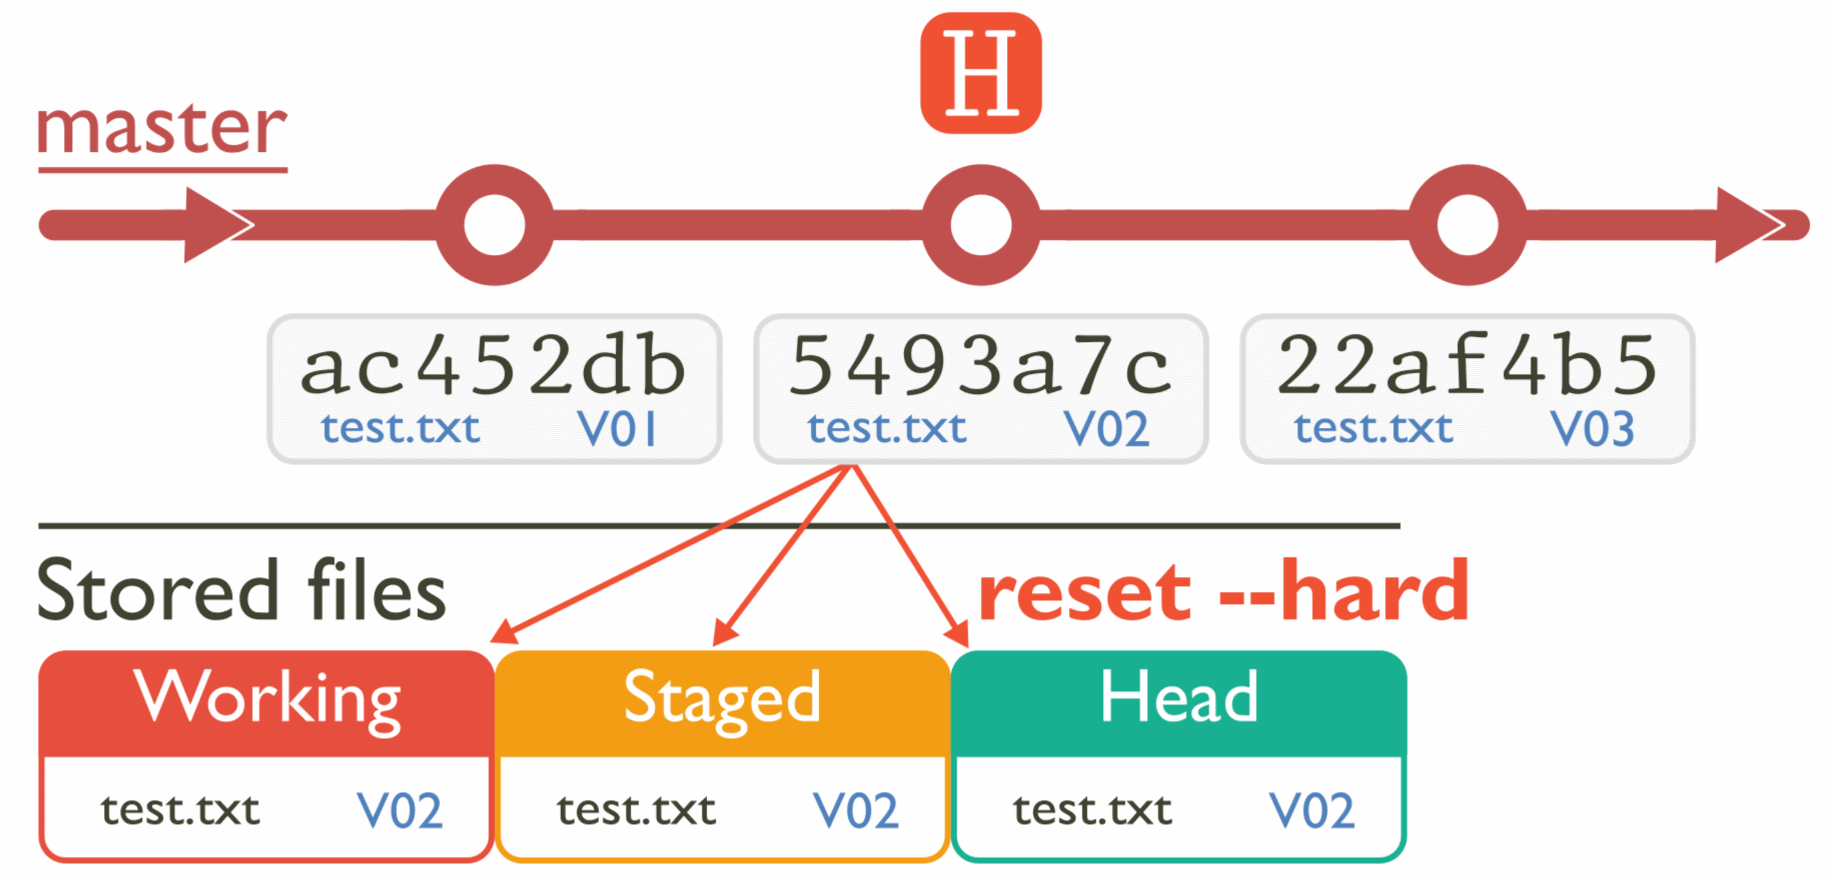 H
master
ac452db
test.txt V01
5493a7c
test.txt V02
22af4b5
test.txt V03
Stored files
reset --hard
Working
test.txt V02
Staged
test.txt V02
Head
test.txt V02